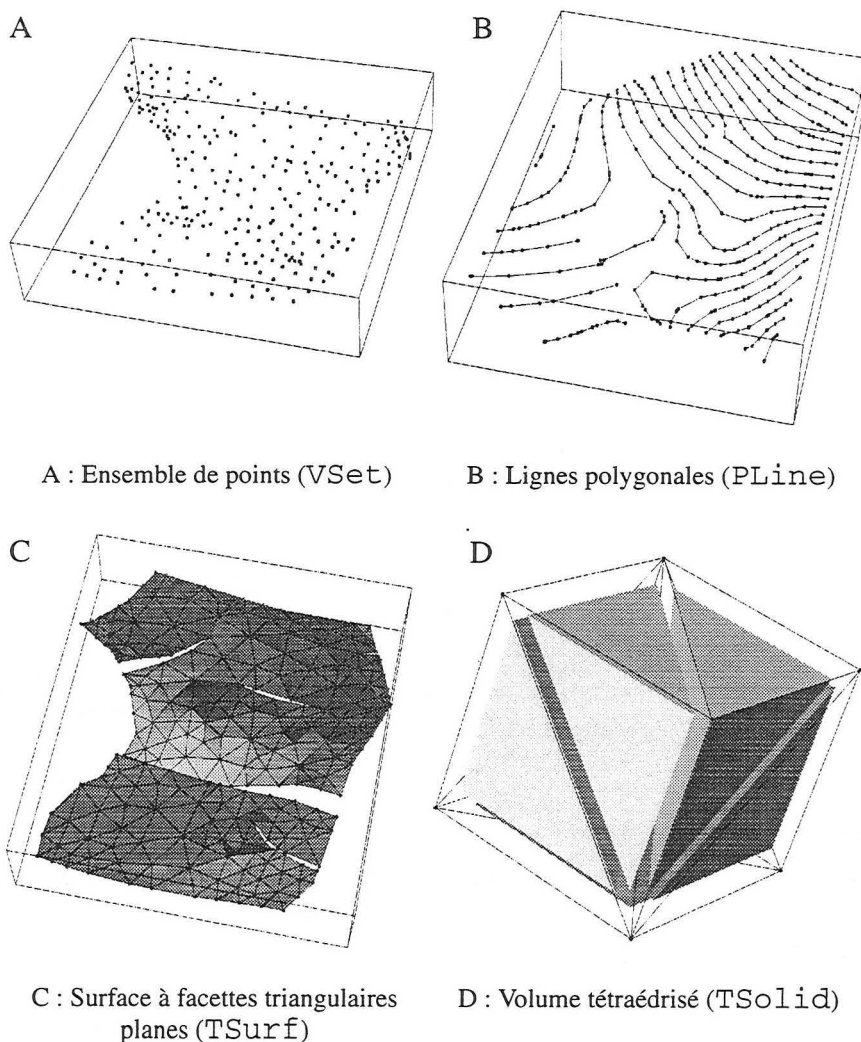 A
B
A : Ensemble de points (VSet)
B : Lignes polygonales (PLine)
C
D
C : Surface à facettes triangulaires
planes (TSurf)
D : Volume tétraédrisé (TSolid)